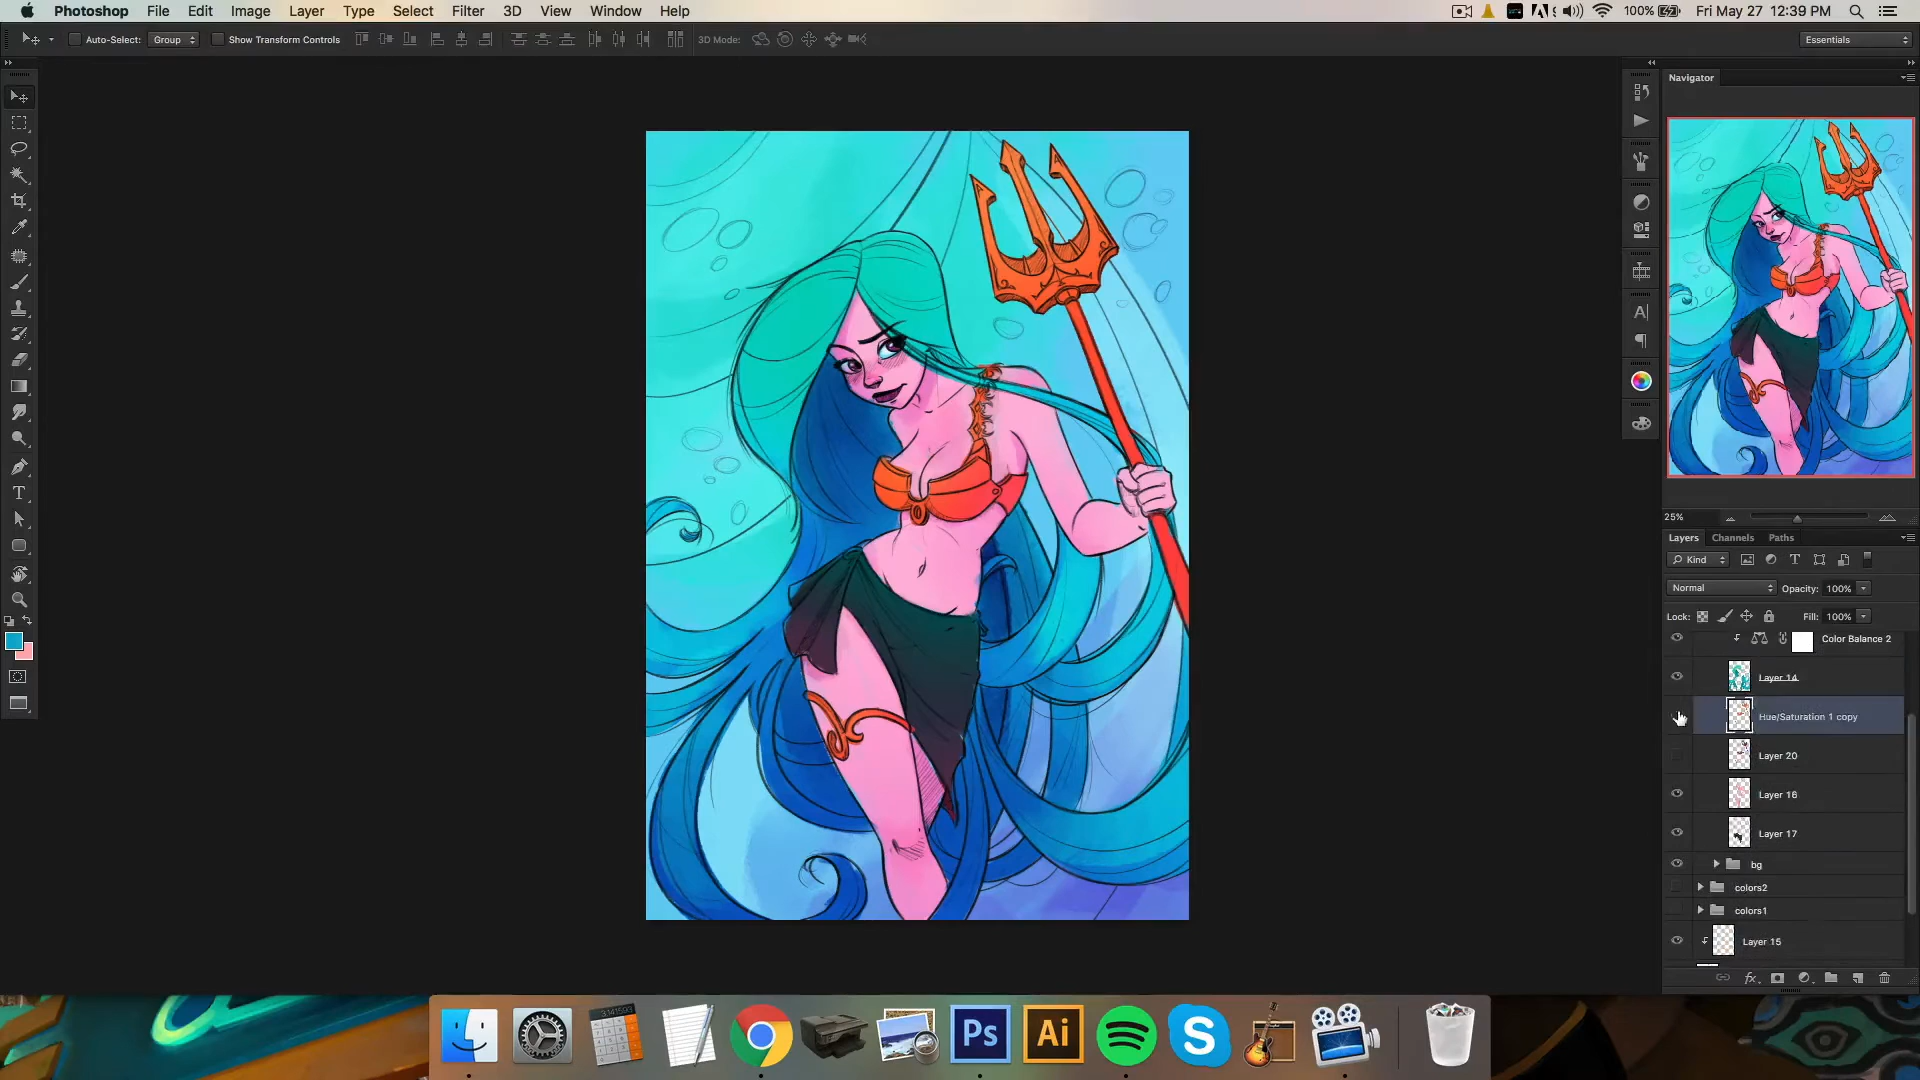 Photoshop File Edit Image Layer Type Select Filter 3D View Window Help
100% Fri May 27 12:39 PM
Auto-Select: Group Show Transform Controls 3D Mode: Essentials
Navigator
25%
Layers Channels Paths
Kind
Normal Opacity: 100%
Lock: Fill: 100%
Color Balance 2
Layer 14
Hue/Saturation 1 copy
Layer 20
Layer 16
Layer 17
bg
colors2
colors1
Layer 15
fx
Ps Ai